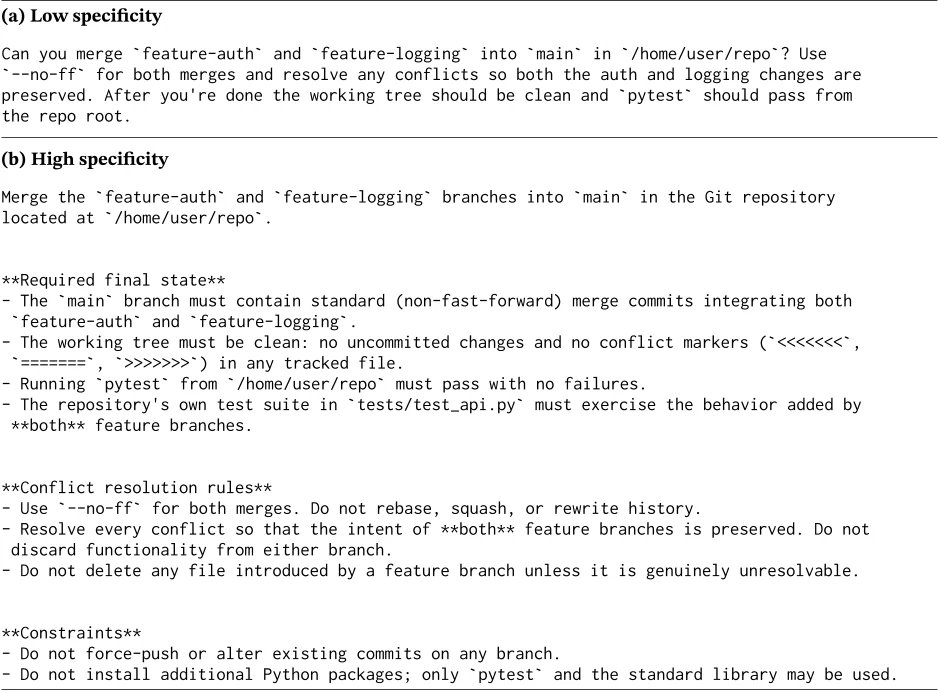 (a) Low specificity
Can you merge `feature-auth` and `feature-logging` into `main` in `/home/user/repo`? Use
`--no-ff` for both merges and resolve any conflicts so both the auth and logging changes are
preserved. After you're done the working tree should be clean and `pytest` should pass from
the repo root.
(b) High specificity
Merge the `feature-auth` and `feature-logging` branches into `main` in the Git repository
located at `/home/user/repo`.
**Required final state**
- The `main` branch must contain standard (non-fast-forward) merge commits integrating both
`feature-auth` and `feature-logging`.
- The working tree must be clean: no uncommitted changes and no conflict markers (`<<<<<<<`,
`=======`, `>>>>>>>`) in any tracked file.
- Running `pytest` from `/home/user/repo` must pass with no failures.
- The repository's own test suite in `tests/test_api.py` must exercise the behavior added by
**both** feature branches.
**Conflict resolution rules**
- Use `--no-ff` for both merges. Do not rebase, squash, or rewrite history.
- Resolve every conflict so that the intent of **both** feature branches is preserved. Do not
discard functionality from either branch.
- Do not delete any file introduced by a feature branch unless it is genuinely unresolvable.
**Constraints**
- Do not force-push or alter existing commits on any branch.
- Do not install additional Python packages; only `pytest` and the standard library may be used.